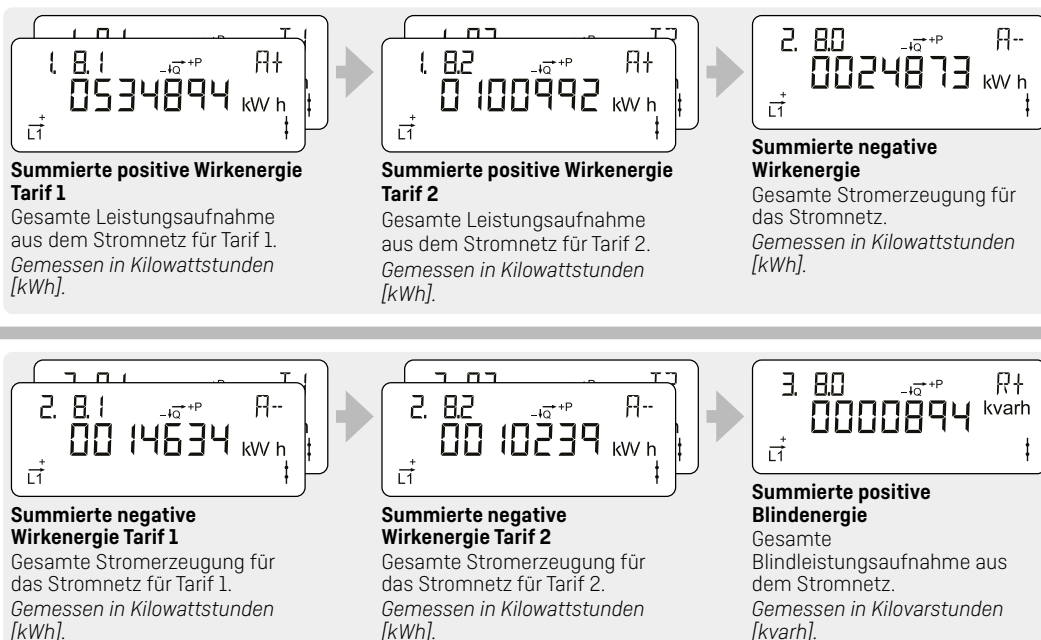 1. 8.1 -Q +P A+
0534894 kW h
L1 +
Summierte positive Wirkenergie
Tarif 1
Gesamte Leistungsaufnahme
aus dem Stromnetz für Tarif 1.
Gemessen in Kilowattstunden
[kWh].
1. 8.2 -Q +P A+
0100992 kW h
L1 +
Summierte positive Wirkenergie
Tarif 2
Gesamte Leistungsaufnahme
aus dem Stromnetz für Tarif 2.
Gemessen in Kilowattstunden
[kWh].
2. 8.0 -Q +P A--
0024873 kW h
L1 +
Summierte negative
Wirkenergie
Gesamte Stromerzeugung für
das Stromnetz.
Gemessen in Kilowattstunden
[kWh].
2. 8.1 -Q +P A--
0014634 kW h
L1 +
Summierte negative
Wirkenergie Tarif 1
Gesamte Stromerzeugung für
das Stromnetz für Tarif 1.
Gemessen in Kilowattstunden
[kWh].
2. 8.2 -Q +P A--
0010239 kW h
L1 +
Summierte negative
Wirkenergie Tarif 2
Gesamte Stromerzeugung für
das Stromnetz für Tarif 2.
Gemessen in Kilowattstunden
[kWh].
3. 8.0 -Q +P R+
0000894 kvarh
L1 +
Summierte positive
Blindenergie
Gesamte
Blindleistungsaufnahme aus
dem Stromnetz.
Gemessen in Kilovarstunden
[kvarh].